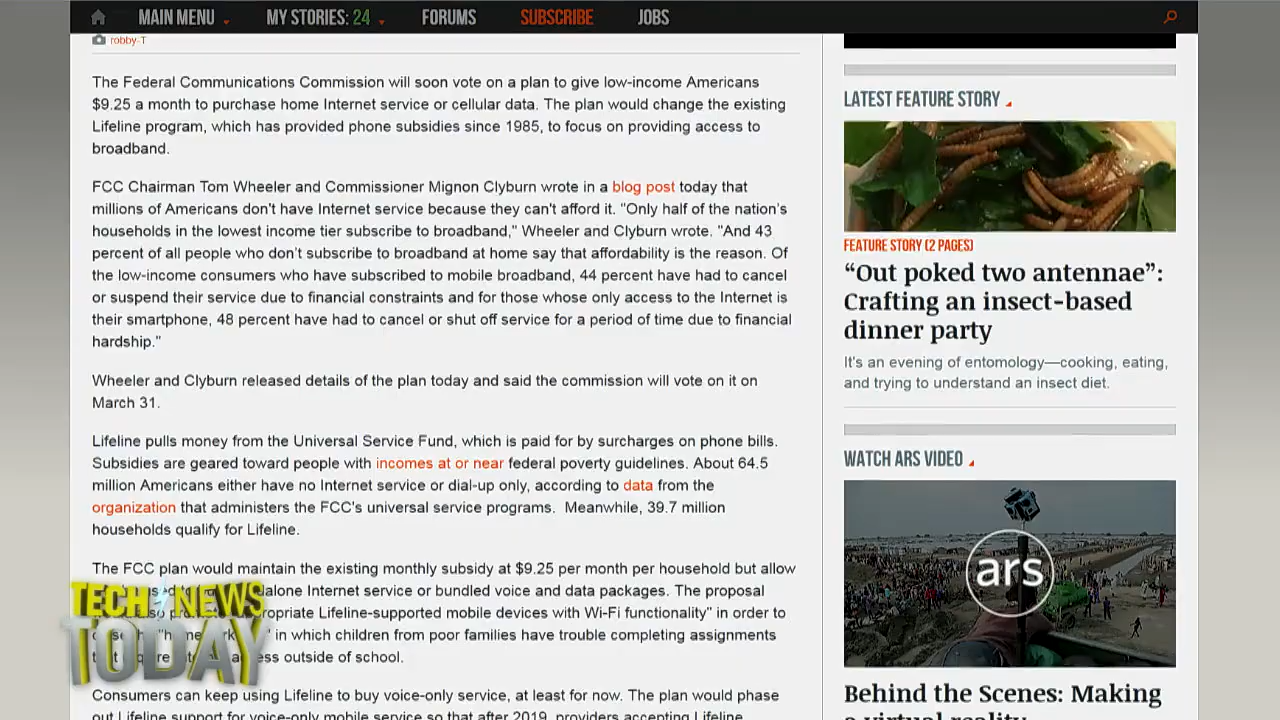 MAIN MENU
MY STORIES: 24
FORUMS
SUBSCRIBE
JOBS
robby-T
The Federal Communications Commission will soon vote on a plan to give low-income Americans
$9.25 a month to purchase home Internet service or cellular data. The plan would change the existing
Lifeline program, which has provided phone subsidies since 1985, to focus on providing access to
broadband.
FCC Chairman Tom Wheeler and Commissioner Mignon Clyburn wrote in a blog post today that
millions of Americans don't have Internet service because they can't afford it. "Only half of the nation's
households in the lowest income tier subscribe to broadband," Wheeler and Clyburn wrote. "And 43
percent of all people who don't subscribe to broadband at home say that affordability is the reason. Of
the low-income consumers who have subscribed to mobile broadband, 44 percent have had to cancel
or suspend their service due to financial constraints and for those whose only access to the Internet is
their smartphone, 48 percent have had to cancel or shut off service for a period of time due to financial
hardship."
Wheeler and Clyburn released details of the plan today and said the commission will vote on it on
March 31.
Lifeline pulls money from the Universal Service Fund, which is paid for by surcharges on phone bills.
Subsidies are geared toward people with incomes at or near federal poverty guidelines. About 64.5
million Americans either have no Internet service or dial-up only, according to data from the
organization that administers the FCC's universal service programs. Meanwhile, 39.7 million
households qualify for Lifeline.
The FCC plan would maintain the existing monthly subsidy at $9.25 per month per household but allow
alone Internet service or bundled voice and data packages. The proposal
ropriate Lifeline-supported mobile devices with Wi-Fi functionality" in order to
in which children from poor families have trouble completing assignments
ess outside of school.
Consumers can keep using Lifeline to buy voice-only service, at least for now. The plan would phase
out Lifeline support for voice-only mobile service so that after 2019, providers accepting Lifeline
TECH NEWS
TODAY
LATEST FEATURE STORY
FEATURE STORY (2 PAGES)
“Out poked two antennae”:
Crafting an insect-based
dinner party
It's an evening of entomology—cooking, eating,
and trying to understand an insect diet.
WATCH ARS VIDEO
ars
Behind the Scenes: Making
a virtual reality